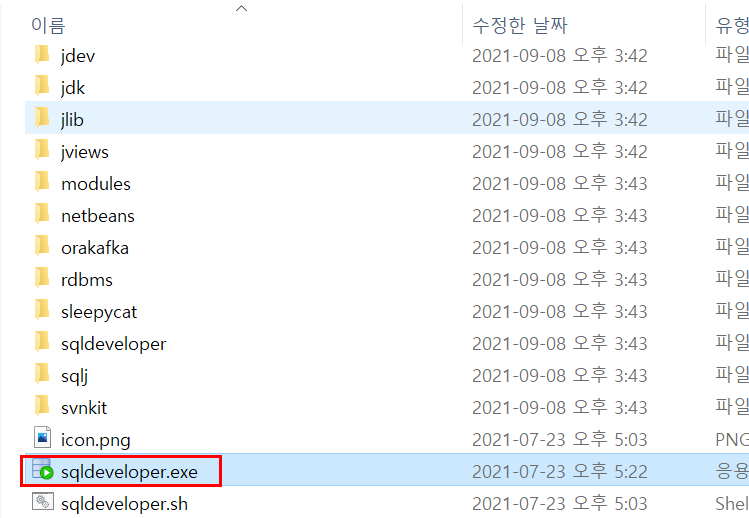 이름 수정한 날짜 유형
jdev 2021-09-08 오후 3:42 파일
jdk 2021-09-08 오후 3:42 파일
jlib 2021-09-08 오후 3:42 파일
jviews 2021-09-08 오후 3:42 파일
modules 2021-09-08 오후 3:43 파일
netbeans 2021-09-08 오후 3:43 파일
orakafka 2021-09-08 오후 3:43 파일
rdbms 2021-09-08 오후 3:43 파일
sleepycat 2021-09-08 오후 3:43 파일
sqldeveloper 2021-09-08 오후 3:43 파일
sqlj 2021-09-08 오후 3:43 파일
svnkit 2021-09-08 오후 3:43 파일
icon.png 2021-07-23 오후 5:03 PNG
sqldeveloper.exe 2021-07-23 오후 5:22 응용
sqldeveloper.sh 2021-07-23 오후 5:03 Shel